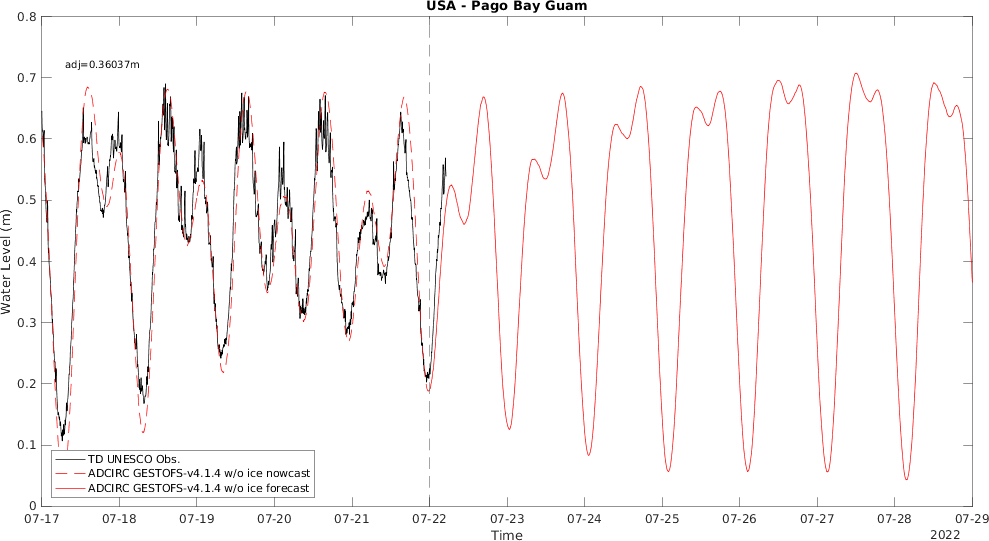 USA - Pago Bay Guam
adj=0.36037m
0.8
0.7
0.6
0.5
0.4
0.3
0.2
0.1
0
Water Level (m)
TD UNESCO Obs.
ADCIRC GESTOFS-v4.1.4 w/o ice nowcast
ADCIRC GESTOFS-v4.1.4 w/o ice forecast
07-17 07-18 07-19 07-20 07-21 07-22 07-23 07-24 07-25 07-26 07-27 07-28 07-29
Time
2022